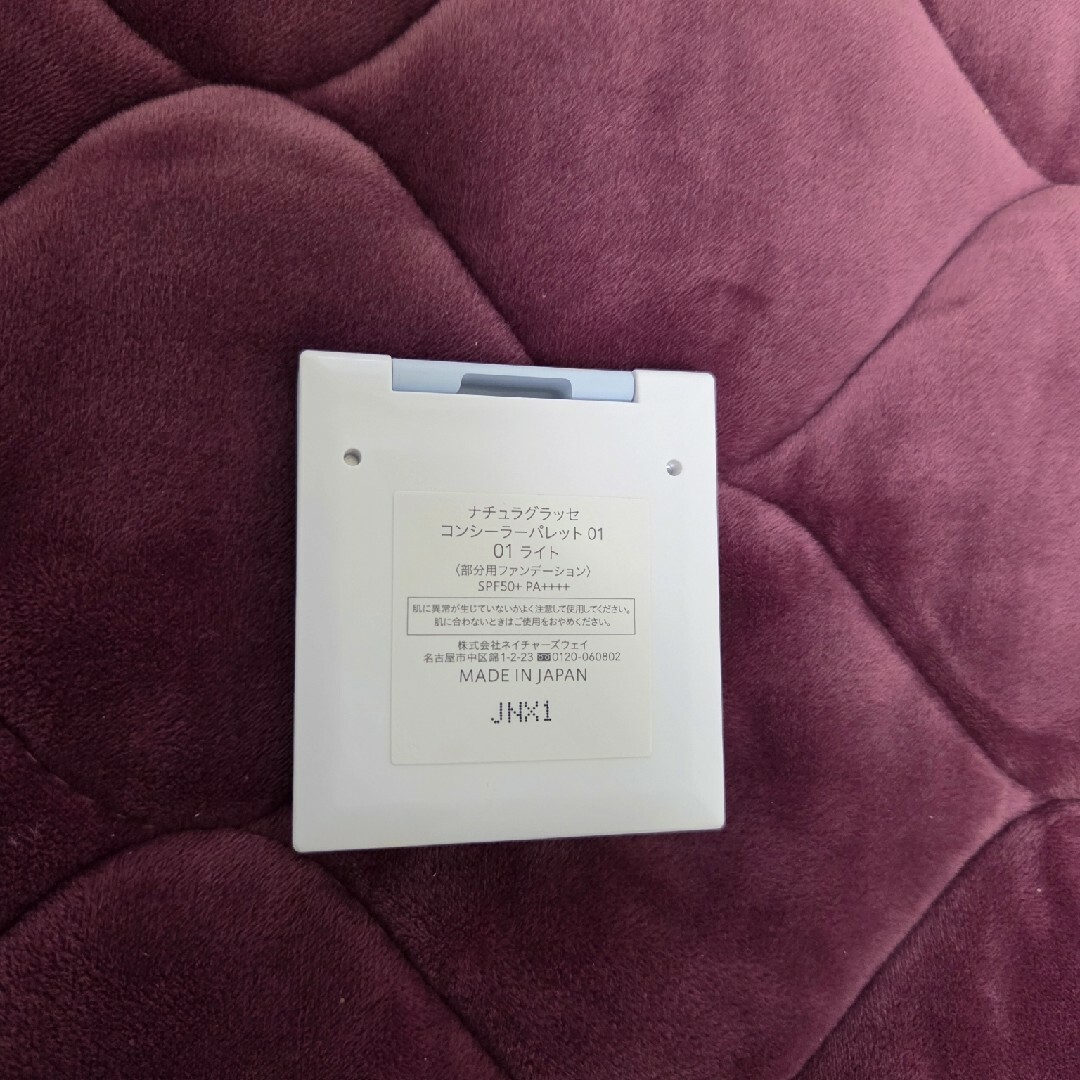 ナチュラグラッセ
コンシーラーパレット 01
01 ライト
〈部分用ファンデーション〉
SPF50+ PA++++
肌に異常が生じていないかよく注意して使用してください。
肌に合わないときはご使用をおやめください。
株式会社ネイチャーズウェイ
名古屋市中区錦1-2-23 0120-060802
MADE IN JAPAN
JNX1